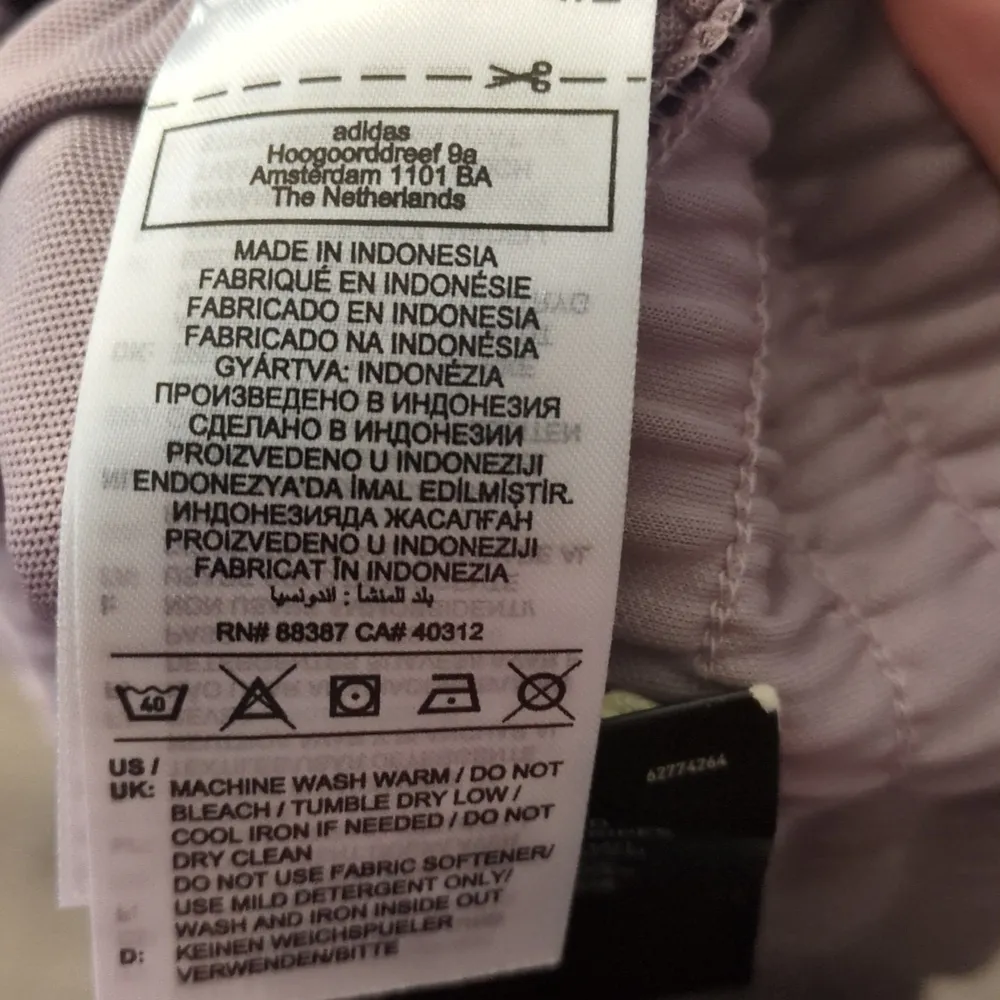 adidas
Hoogoorddreef 9a
Amsterdam 1101 BA
The Netherlands
MADE IN INDONESIA
FABRIQUÉ EN INDONÉSIE
FABRICADO EN INDONESIA
FABRICADO NA INDONÉSIA
GYÁRTVA: INDONÉZIA
ПРОИЗВЕДЕНО В ИНДОНЕЗИЯ
СДЕЛАНО В ИНДОНЕЗИИ
PROIZVEDENO U INDONEZIJI
ENDONEZYA'DA İMAL EDİLMİŞTİR.
ИНДОНЕЗИЯДА ЖАСАЛҒАН
PROIZVEDENO U INDONEZIJI
FABRICAT ÎN INDONEZIA
بلد المنشأ : اندونسيا
RN# 88387 CA# 40312
40
US /
UK: MACHINE WASH WARM / DO NOT
BLEACH / TUMBLE DRY LOW /
COOL IRON IF NEEDED / DO NOT
DRY CLEAN
DO NOT USE FABRIC SOFTENER/
USE MILD DETERGENT ONLY/
WASH AND IRON INSIDE OUT
D: KEINEN WEICHSPUELER
VERWENDEN/BITTE
62774264